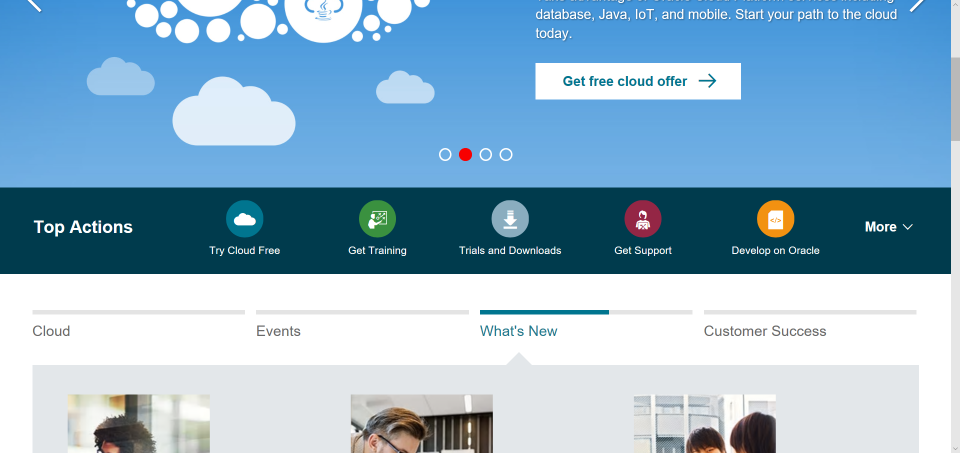 database, Java, IoT, and mobile. Start your path to the cloud
today.
Get free cloud offer
Top Actions
Try Cloud Free
Get Training
Trials and Downloads
Get Support
Develop on Oracle
More
Cloud
Events
What's New
Customer Success